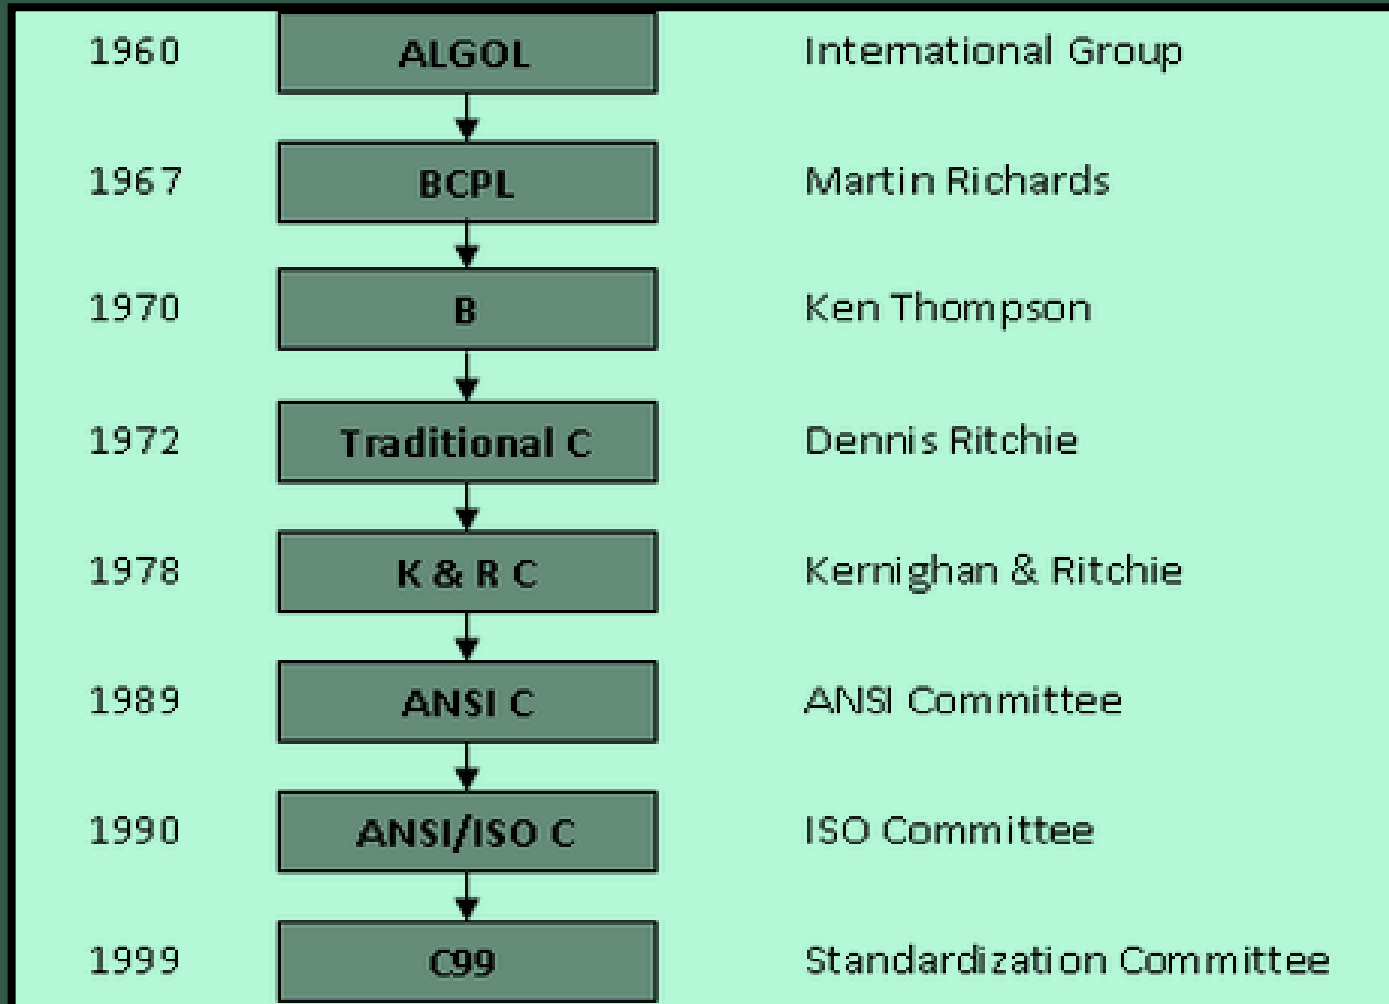 1960 ALGOL International Group
1967 BCPL Martin Richards
1970 B Ken Thompson
1972 Traditional C Dennis Ritchie
1978 K & R C Kernighan & Ritchie
1989 ANSI C ANSI Committee
1990 ANSI/ISO C ISO Committee
1999 C99 Standardization Committee